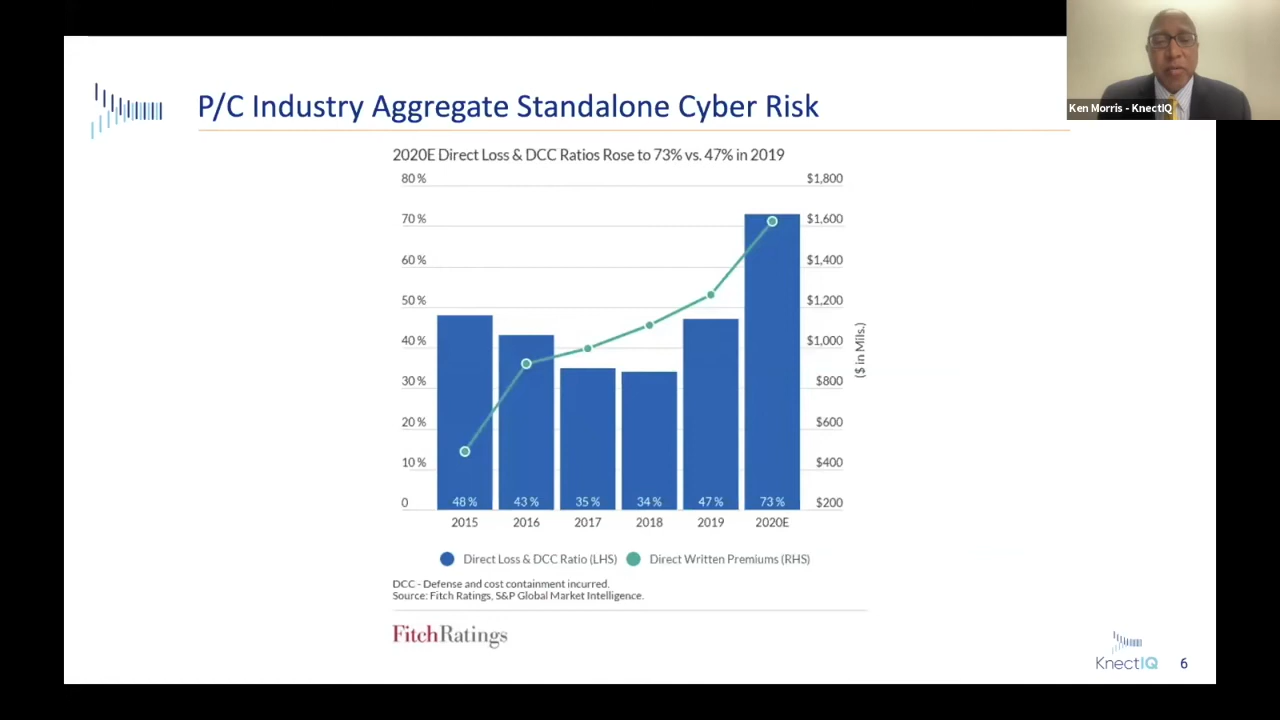 Ken Morris - KnectIQ
P/C Industry Aggregate Standalone Cyber Risk
2020E Direct Loss & DCC Ratios Rose to 73% vs. 47% in 2019
80 % $1,800
70 % $1,600
60 % $1,400
50 % $1,200
40 % $1,000
30 % $800
20 % $600
10 % $400
0 $200
($ in Mils.)
48 % 43 % 35 % 34 % 47 % 73 %
2015 2016 2017 2018 2019 2020E
Direct Loss & DCC Ratio (LHS) Direct Written Premiums (RHS)
DCC - Defense and cost containment incurred.
Source: Fitch Ratings, S&P Global Market Intelligence.
FitchRatings
KnectIQ 6